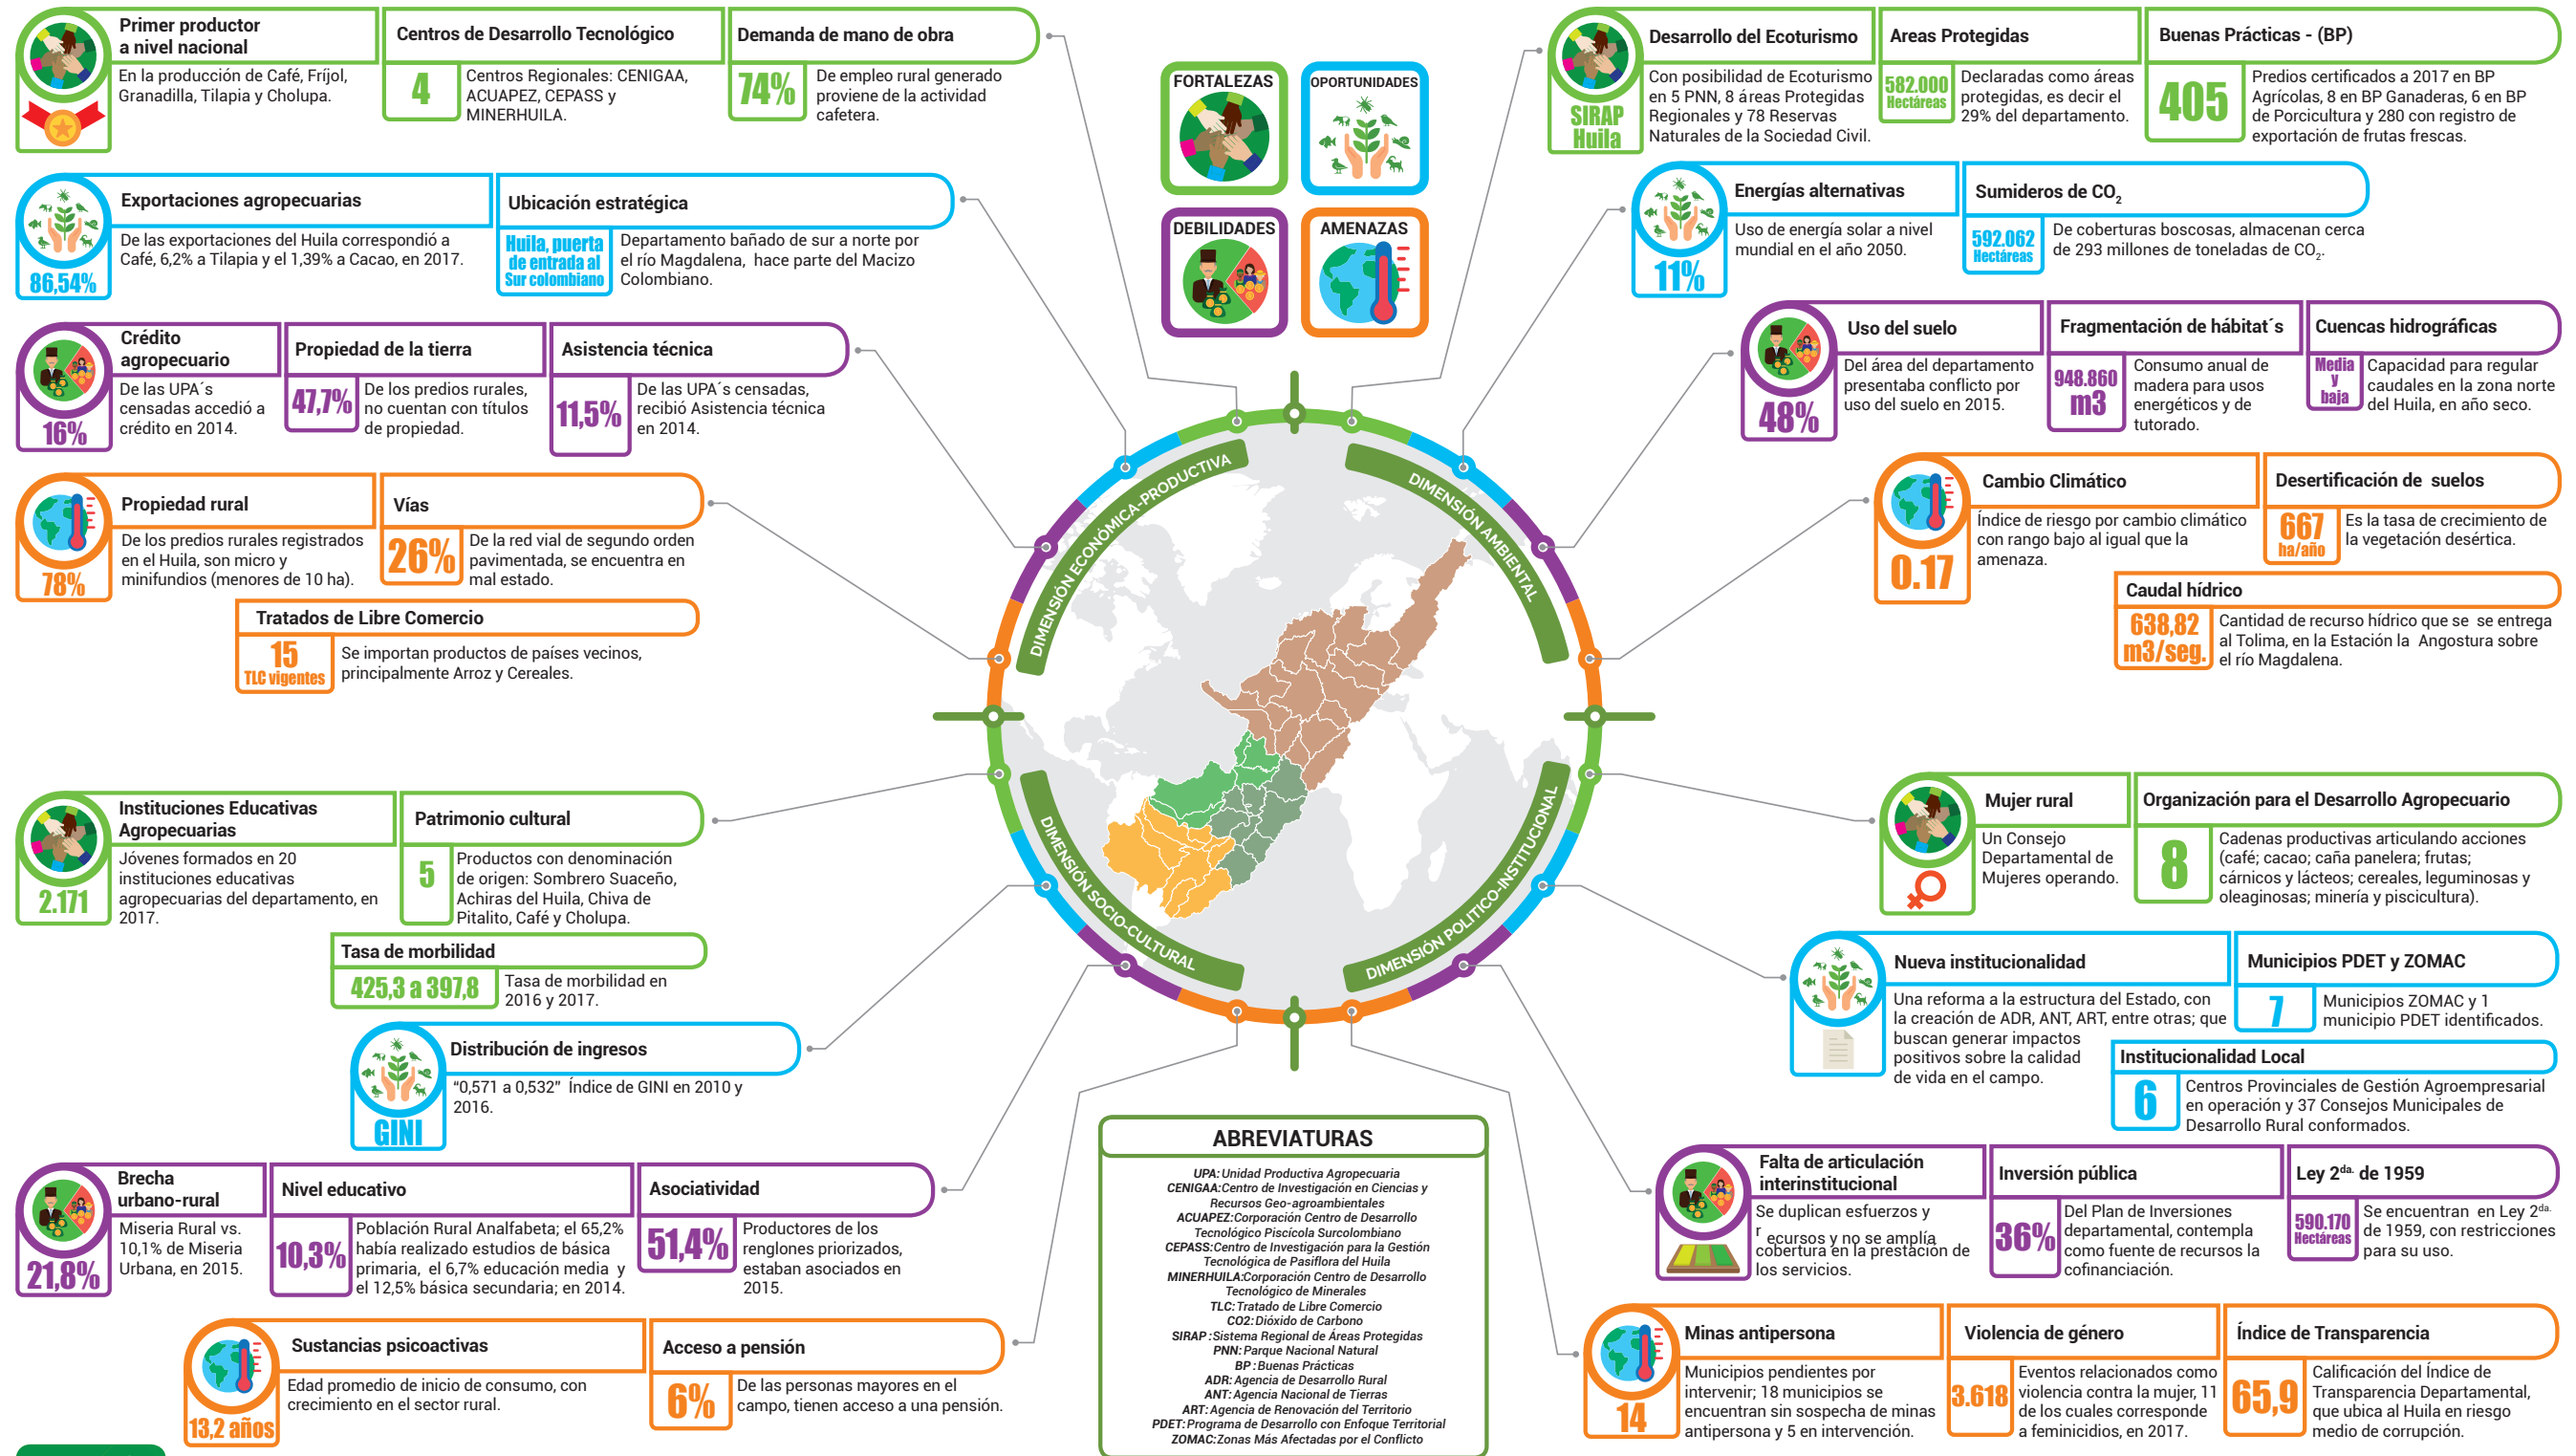 Primer productor
a nivel nacional
En la producción de Café, Fríjol,
Granadilla, Tilapia y Cholupa.
Centros de Desarrollo Tecnológico
4
Centros Regionales: CENIGAA,
ACUAPEZ, CEPASS y
MINERHUILA.
Demanda de mano de obra
74%
De empleo rural generado
proviene de la actividad
cafetera.
Exportaciones agropecuarias
86,54%
De las exportaciones del Huila correspondió a
Café, 6,2% a Tilapia y el 1,39% a Cacao, en 2017.
Ubicación estratégica
Huila, puerta
de entrada al
Sur colombiano
Departamento bañado de sur a norte por
el río Magdalena, hace parte del Macizo
Colombiano.
Crédito
agropecuario
16%
De las UPA´s
censadas accedió a
crédito en 2014.
Propiedad de la tierra
47,7%
De los predios rurales,
no cuentan con títulos
de propiedad.
Asistencia técnica
11,5%
De las UPA´s censadas,
recibió Asistencia técnica
en 2014.
Propiedad rural
78%
De los predios rurales registrados
en el Huila, son micro y
minifundios (menores de 10 ha).
Vías
26%
De la red vial de segundo orden
pavimentada, se encuentra en
mal estado.
Tratados de Libre Comercio
15
TLC vigentes
Se importan productos de países vecinos,
principalmente Arroz y Cereales.
FORTALEZAS
OPORTUNIDADES
DEBILIDADES
AMENAZAS
DIMENSIÓN ECONÓMICA-PRODUCTIVA
DIMENSIÓN AMBIENTAL
DIMENSIÓN SOCIO-CULTURAL
DIMENSIÓN POLITICO-INSTITUCIONAL
Desarrollo del Ecoturismo
SIRAP
Huila
Con posibilidad de Ecoturismo
en 5 PNN, 8 áreas Protegidas
Regionales y 78 Reservas
Naturales de la Sociedad Civil.
Areas Protegidas
582.000
Hectáreas
Declaradas como áreas
protegidas, es decir el
29% del departamento.
Buenas Prácticas - (BP)
405
Predios certificados a 2017 en BP
Agrícolas, 8 en BP Ganaderas, 6 en BP
de Porcicultura y 280 con registro de
exportación de frutas frescas.
Energías alternativas
11%
Uso de energía solar a nivel
mundial en el año 2050.
Sumideros de CO2
592.062
Hectáreas
De coberturas boscosas, almacenan cerca
de 293 millones de toneladas de CO2.
Uso del suelo
48%
Del área del departamento
presentaba conflicto por
uso del suelo en 2015.
Fragmentación de hábitat´s
948.860
m3
Consumo anual de
madera para usos
energéticos y de
tutorado.
Cuencas hidrográficas
Media
y
baja
Capacidad para regular
caudales en la zona norte
del Huila, en año seco.
Cambio Climático
0.17
Índice de riesgo por cambio climático
con rango bajo al igual que la
amenaza.
Desertificación de suelos
667
ha/año
Es la tasa de crecimiento de
la vegetación desértica.
Caudal hídrico
638,82
m3/seg.
Cantidad de recurso hídrico que se se entrega
al Tolima, en la Estación la Angostura sobre
el río Magdalena.
Instituciones Educativas
Agropecuarias
2.171
Jóvenes formados en 20
instituciones educativas
agropecuarias del departamento, en
2017.
Patrimonio cultural
5
Productos con denominación
de origen: Sombrero Suaceño,
Achiras del Huila, Chiva de
Pitalito, Café y Cholupa.
Tasa de morbilidad
425,3 a 397,8
Tasa de morbilidad en
2016 y 2017.
Distribución de ingresos
GINI
“0,571 a 0,532” Índice de GINI en 2010 y
2016.
Brecha
urbano-rural
21,8%
Miseria Rural vs.
10,1% de Miseria
Urbana, en 2015.
Nivel educativo
10,3%
Población Rural Analfabeta; el 65,2%
había realizado estudios de básica
primaria, el 6,7% educación media y
el 12,5% básica secundaria; en 2014.
Asociatividad
51,4%
Productores de los
renglones priorizados,
estaban asociados en
2015.
Sustancias psicoactivas
13,2 años
Edad promedio de inicio de consumo, con
crecimiento en el sector rural.
Acceso a pensión
6%
De las personas mayores en el
campo, tienen acceso a una pensión.
ABREVIATURAS
UPA: Unidad Productiva Agropecuaria
CENIGAA:Centro de Investigación en Ciencias y
Recursos Geo-agroambientales
ACUAPEZ:Corporación Centro de Desarrollo
Tecnológico Piscícola Surcolombiano
CEPASS:Centro de Investigación para la Gestión
Tecnológica de Pasiflora del Huila
MINERHUILA:Corporación Centro de Desarrollo
Tecnológico de Minerales
TLC: Tratado de Libre Comercio
CO2: Dióxido de Carbono
SIRAP : Sistema Regional de Áreas Protegidas
PNN: Parque Nacional Natural
BP : Buenas Prácticas
ADR: Agencia de Desarrollo Rural
ANT: Agencia Nacional de Tierras
ART: Agencia de Renovación del Territorio
PDET: Programa de Desarrollo con Enfoque Territorial
ZOMAC:Zonas Más Afectadas por el Conflicto
Mujer rural
Un Consejo
Departamental de
Mujeres operando.
Organización para el Desarrollo Agropecuario
8
Cadenas productivas articulando acciones
(café; cacao; caña panelera; frutas;
cárnicos y lácteos; cereales, leguminosas y
oleaginosas; minería y piscicultura).
Nueva institucionalidad
Una reforma a la estructura del Estado, con
la creación de ADR, ANT, ART, entre otras; que
buscan generar impactos
positivos sobre la calidad
de vida en el campo.
Municipios PDET y ZOMAC
7
Municipios ZOMAC y 1
municipio PDET identificados.
Institucionalidad Local
6
Centros Provinciales de Gestión Agroempresarial
en operación y 37 Consejos Municipales de
Desarrollo Rural conformados.
Falta de articulación
interinstitucional
Se duplican esfuerzos y
r ecursos y no se amplía
cobertura en la prestación de
los servicios.
Inversión pública
36%
Del Plan de Inversiones
departamental, contempla
como fuente de recursos la
cofinanciación.
Ley 2da. de 1959
590.170
Hectáreas
Se encuentran en Ley 2da.
de 1959, con restricciones
para su uso.
Minas antipersona
14
Municipios pendientes por
intervenir; 18 municipios se
encuentran sin sospecha de minas
antipersona y 5 en intervención.
Violencia de género
3.618
Eventos relacionados como
violencia contra la mujer, 11
de los cuales corresponde
a feminicidios, en 2017.
Índice de Transparencia
65,9
Calificación del Índice de
Transparencia Departamental,
que ubica al Huila en riesgo
medio de corrupción.